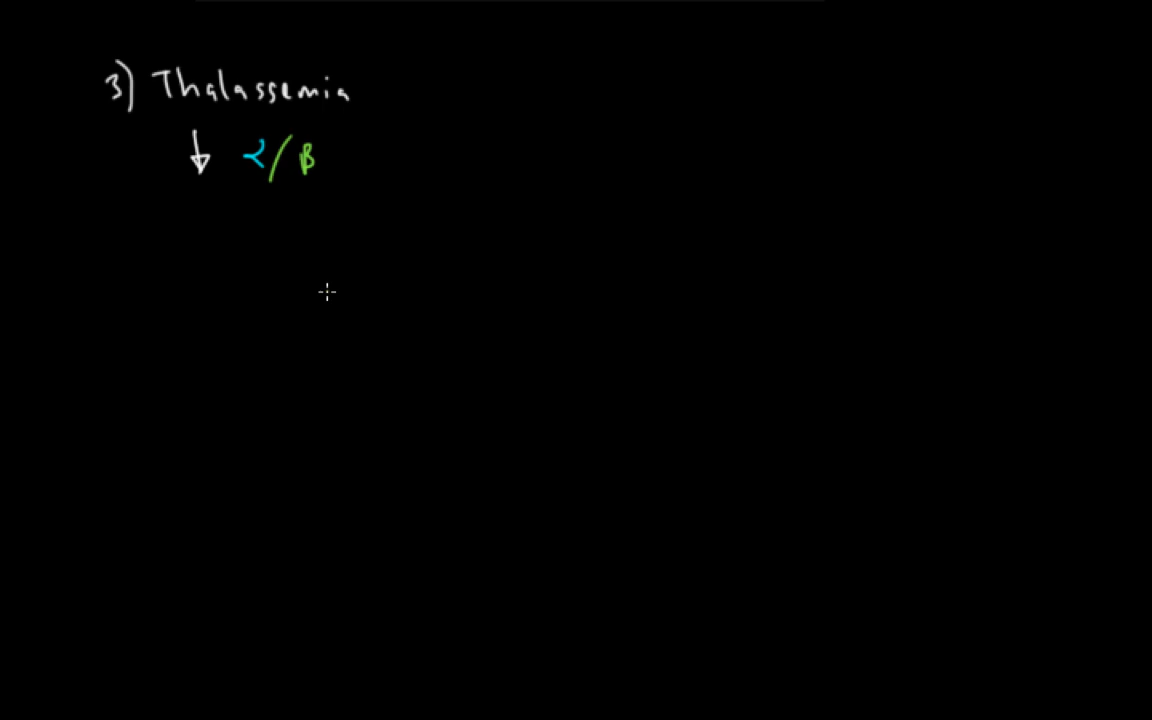 3) Thalassemia
↓ α/β